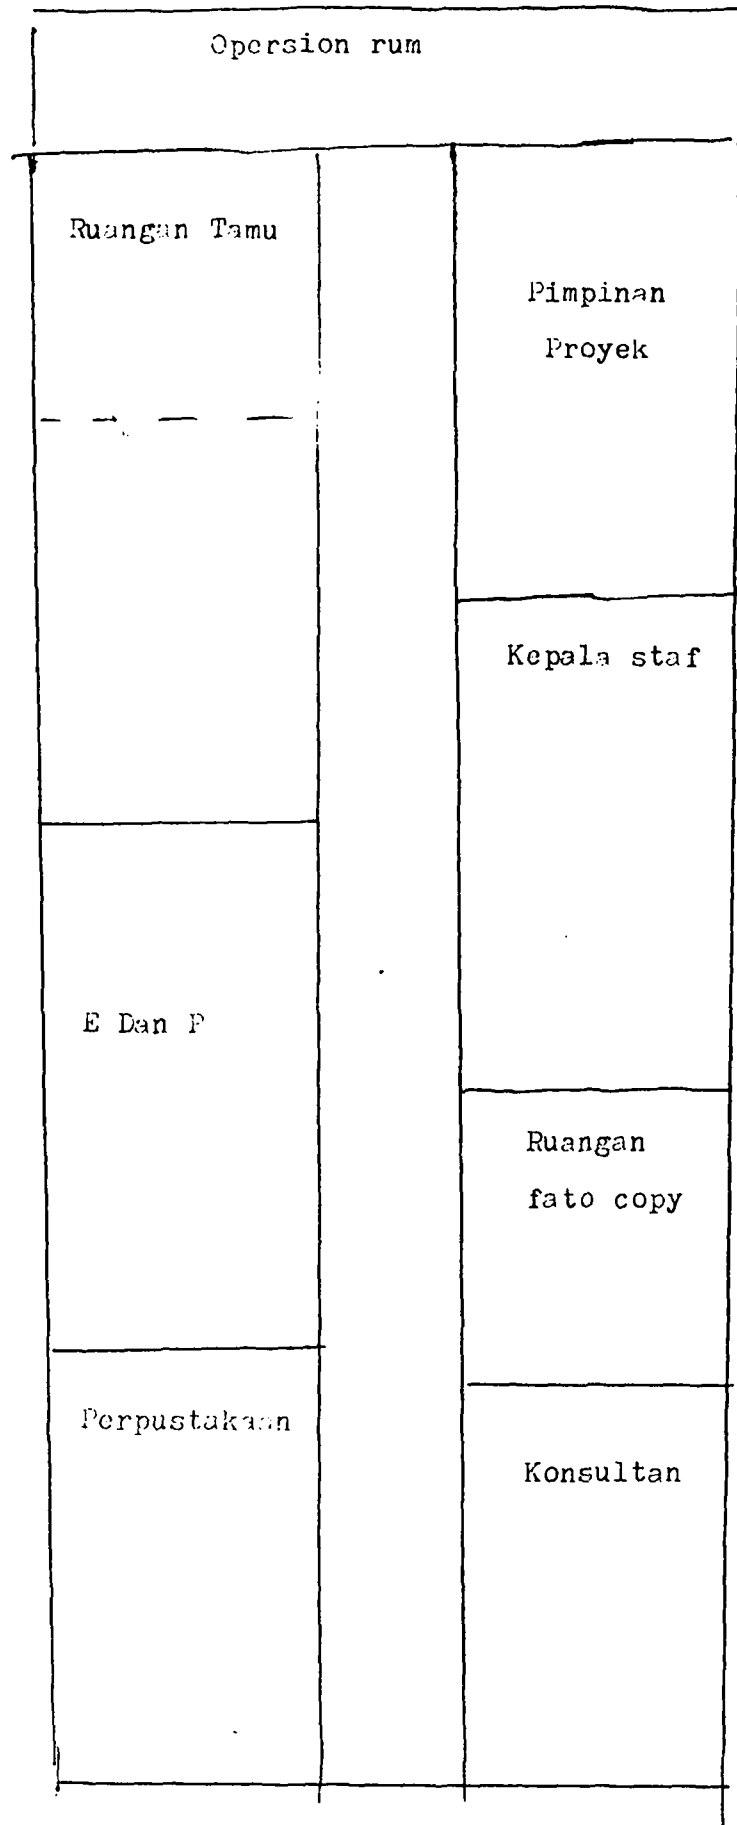 Opersion rum
Ruangan Tamu
Pimpinan
Proyek
Kepala staf
E Dan P
Ruangan
fato copy
Perpustakaan
Konsultan